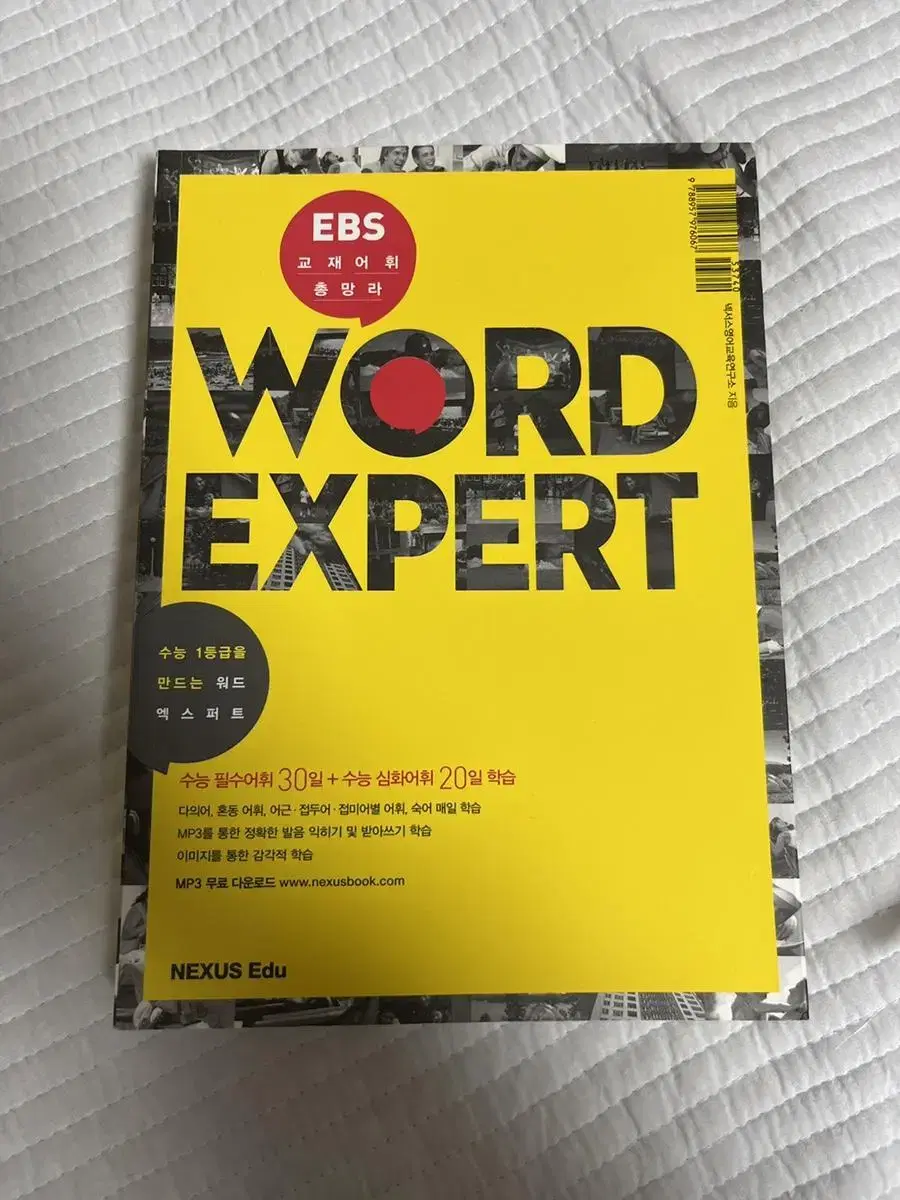 EBS
교재어휘
총망라
9 788957 976067
53740
넥서스영어교육연구소 지음
WORD
EXPERT
수능 1등급을
만드는 워드
엑스퍼트
수능 필수어휘 30일 + 수능 심화어휘 20일 학습
다의어, 혼동 어휘, 어근·접두어·접미어별 어휘, 숙어 매일 학습
MP3를 통한 정확한 발음 익히기 및 받아쓰기 학습
이미지를 통한 감각적 학습
MP3 무료 다운로드 www.nexusbook.com
NEXUS Edu